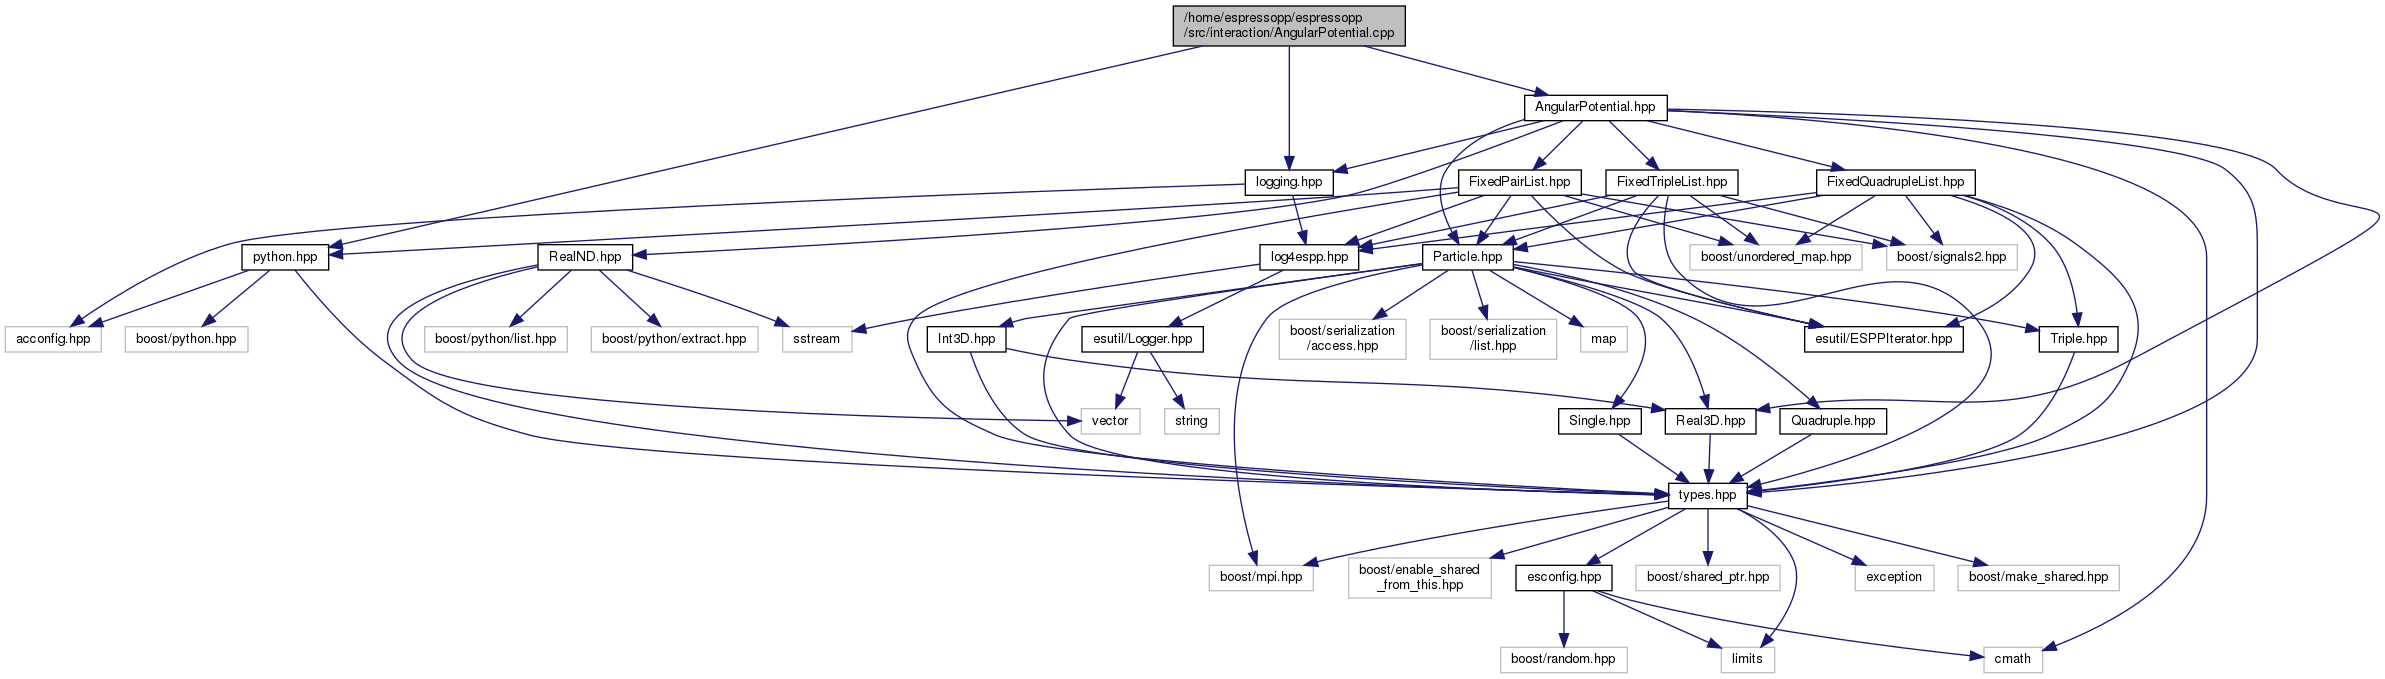 /home/espressopp/espressopp
/src/interaction/AngularPotential.cpp
AngularPotential.hpp
logging.hpp
FixedPairList.hpp
FixedTripleList.hpp
FixedQuadrupleList.hpp
python.hpp
RealND.hpp
log4espp.hpp
Particle.hpp
boost/unordered_map.hpp
boost/signals2.hpp
acconfig.hpp
boost/python.hpp
boost/python/list.hpp
boost/python/extract.hpp
sstream
Int3D.hpp
esutil/Logger.hpp
boost/serialization
/access.hpp
boost/serialization
/list.hpp
map
esutil/ESPPIterator.hpp
Triple.hpp
vector
string
Single.hpp
Real3D.hpp
Quadruple.hpp
types.hpp
boost/mpi.hpp
boost/enable_shared
_from_this.hpp
esconfig.hpp
boost/shared_ptr.hpp
exception
boost/make_shared.hpp
boost/random.hpp
limits
cmath